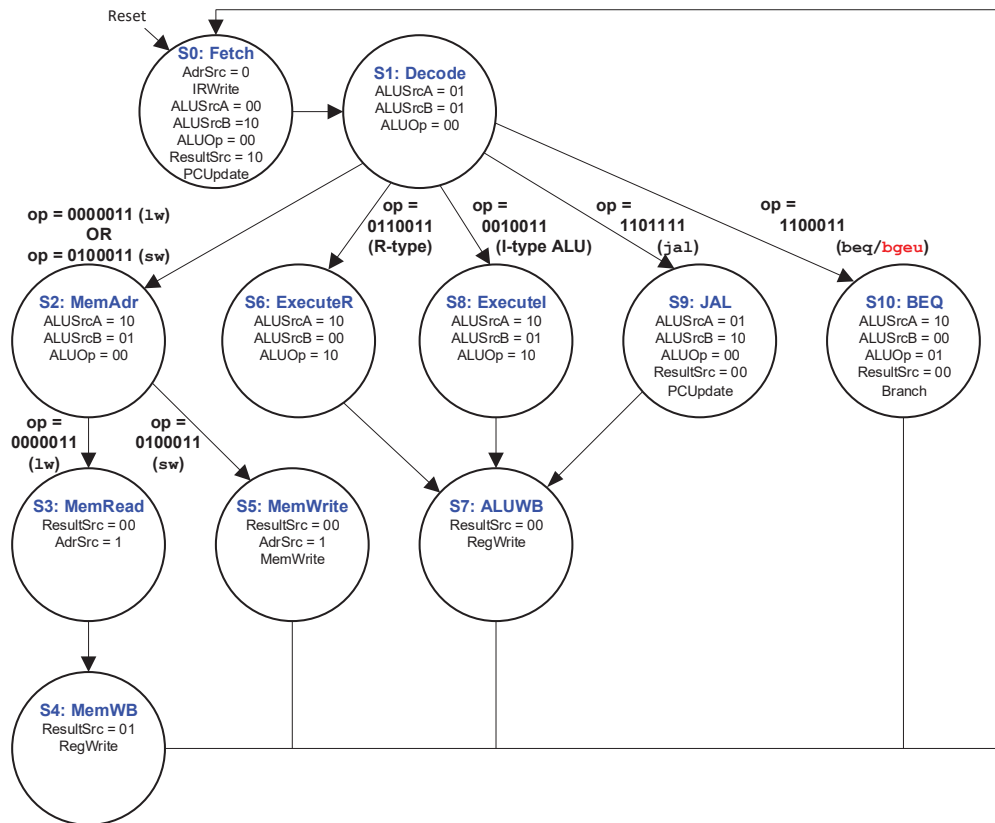 Reset
S0: Fetch
AdrSrc = 0
IRWrite
ALUSrcA = 00
ALUSrcB =10
ALUOp = 00
ResultSrc = 10
PCUpdate
S1: Decode
ALUSrcA = 01
ALUSrcB = 01
ALUOp = 00
op = 0000011 (lw)
OR
op = 0100011 (sw)
op =
0110011
(R-type)
op =
0010011
(I-type ALU)
op =
1101111
(jal)
op =
1100011
(beq/bgeu)
S2: MemAdr
ALUSrcA = 10
ALUSrcB = 01
ALUOp = 00
S6: ExecuteR
ALUSrcA = 10
ALUSrcB = 00
ALUOp = 10
S8: ExecuteI
ALUSrcA = 10
ALUSrcB = 01
ALUOp = 10
S9: JAL
ALUSrcA = 01
ALUSrcB = 10
ALUOp = 00
ResultSrc = 00
PCUpdate
S10: BEQ
ALUSrcA = 10
ALUSrcB = 00
ALUOp = 01
ResultSrc = 00
Branch
op =
0000011
(lw)
op =
0100011
(sw)
S3: MemRead
ResultSrc = 00
AdrSrc = 1
S5: MemWrite
ResultSrc = 00
AdrSrc = 1
MemWrite
S7: ALUWB
ResultSrc = 00
RegWrite
S4: MemWB
ResultSrc = 01
RegWrite